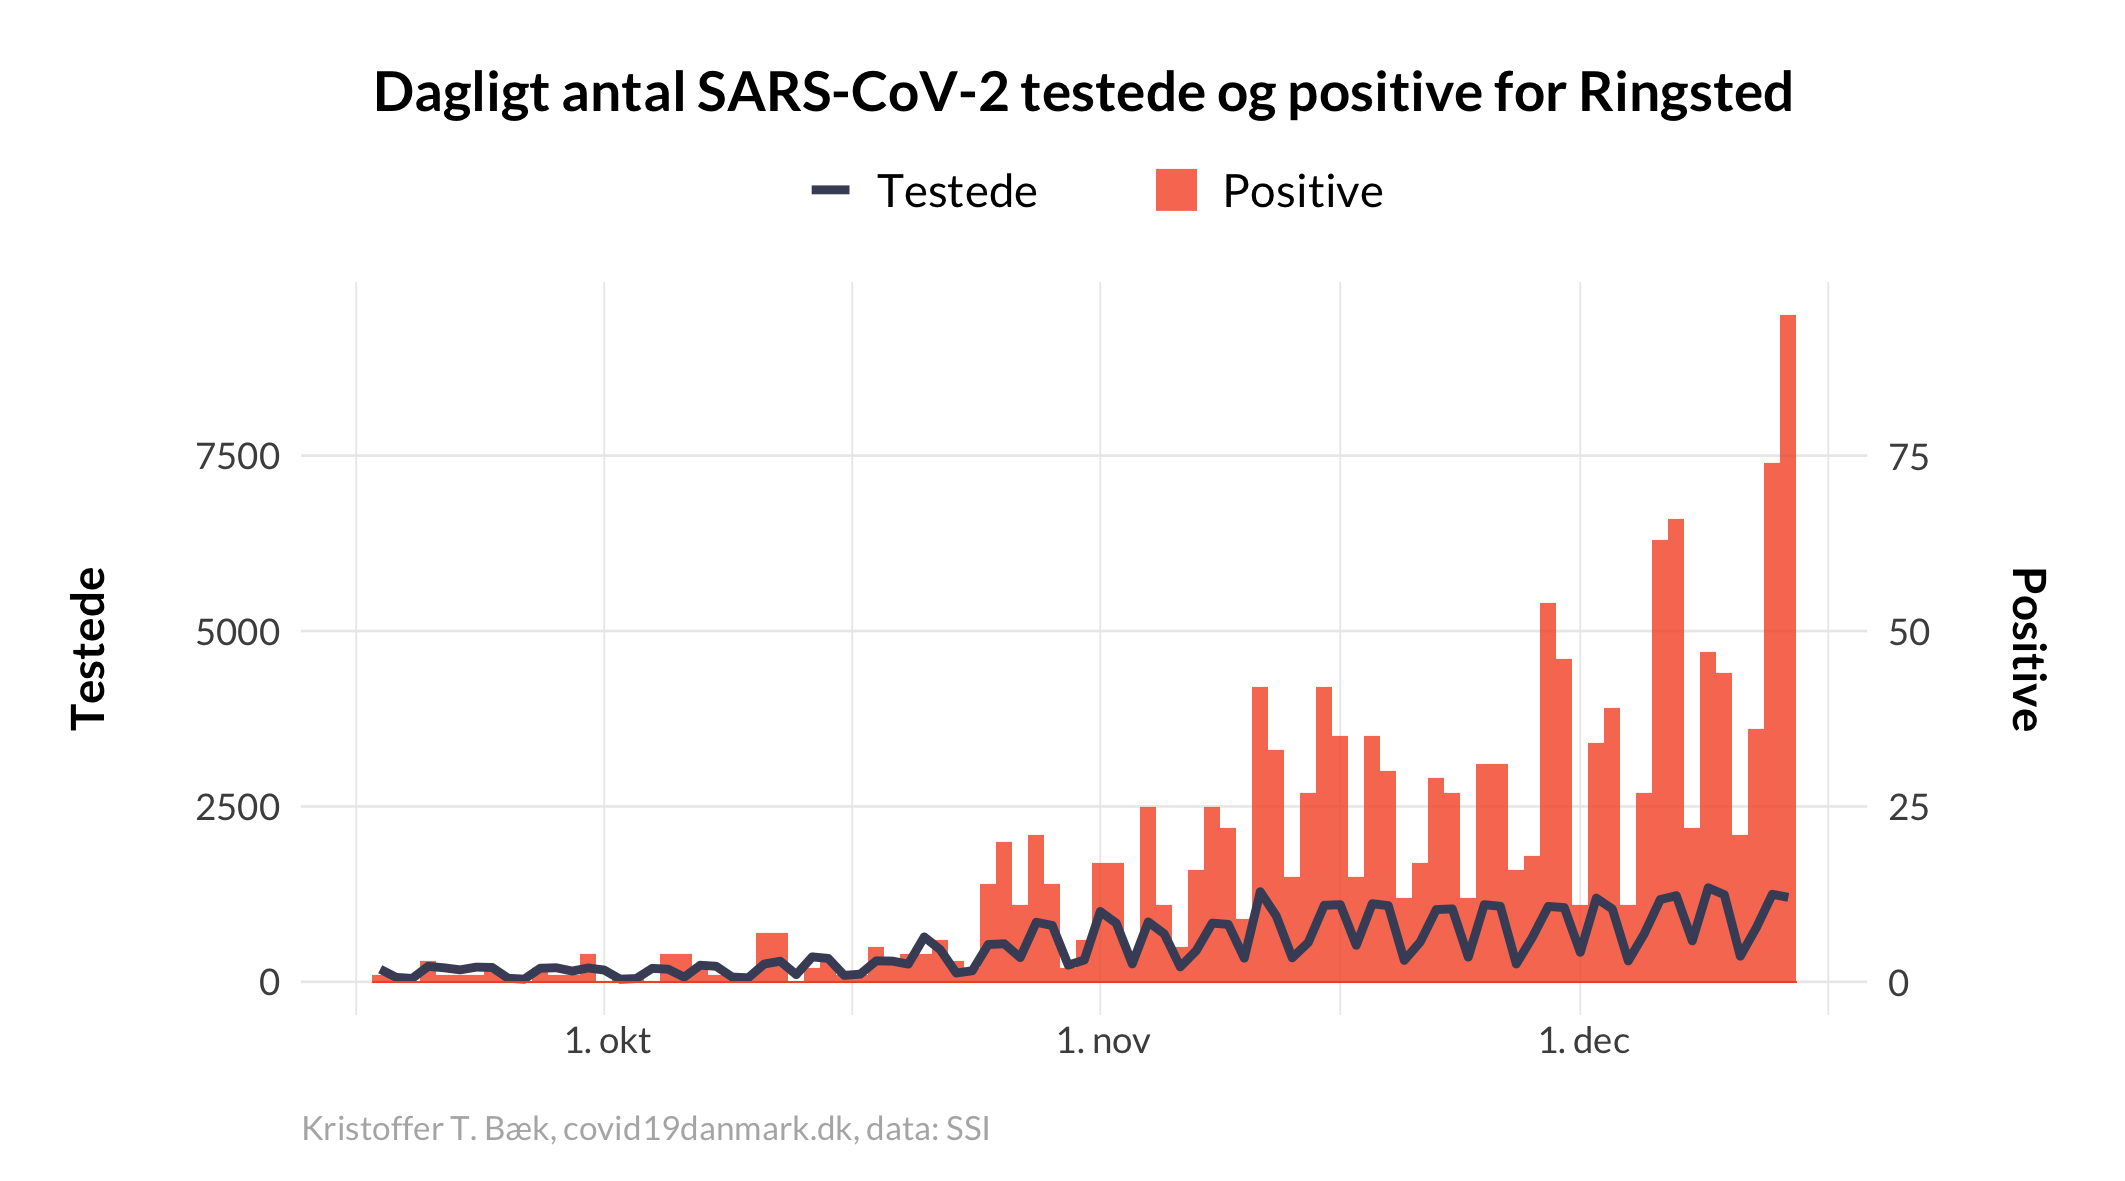 Dagligt antal SARS-CoV-2 testede og positive for Ringsted
Testede
Positive
7500
5000
2500
0
75
50
25
0
Testede
Positive
1. okt
1. nov
1. dec
Kristoffer T. Bæk, covid19danmark.dk, data: SSI